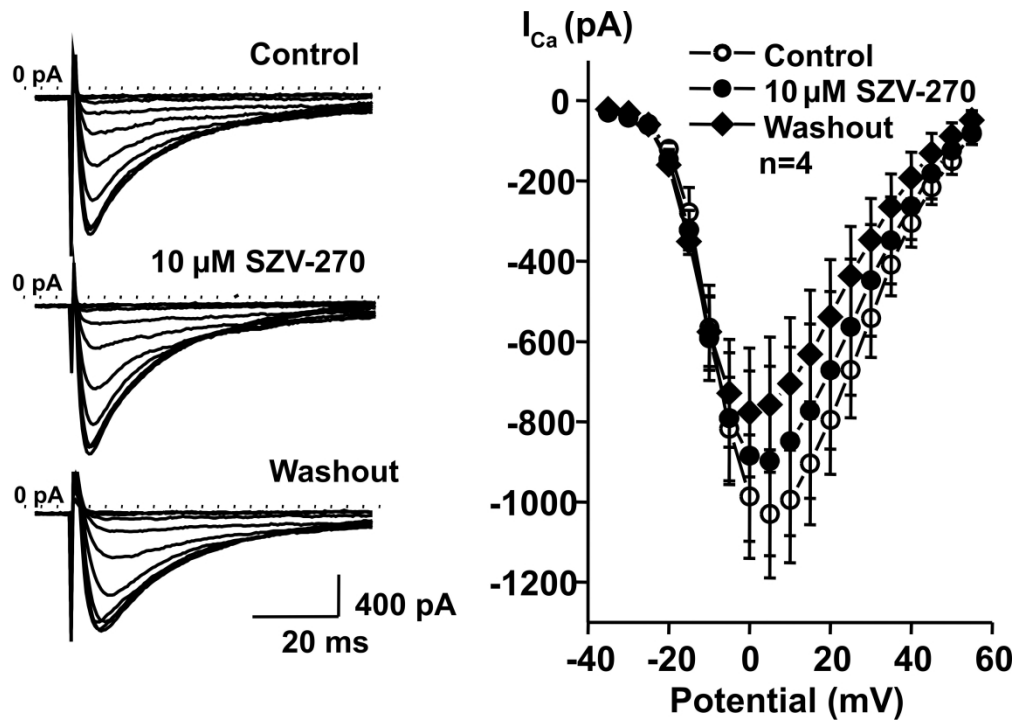 Control
0 pA
10 µM SZV-270
0 pA
Washout
0 pA
400 pA
20 ms
I_Ca (pA)
Control
10 µM SZV-270
Washout
n=4
0
-200
-400
-600
-800
-1000
-1200
-40 -20 0 20 40 60
Potential (mV)